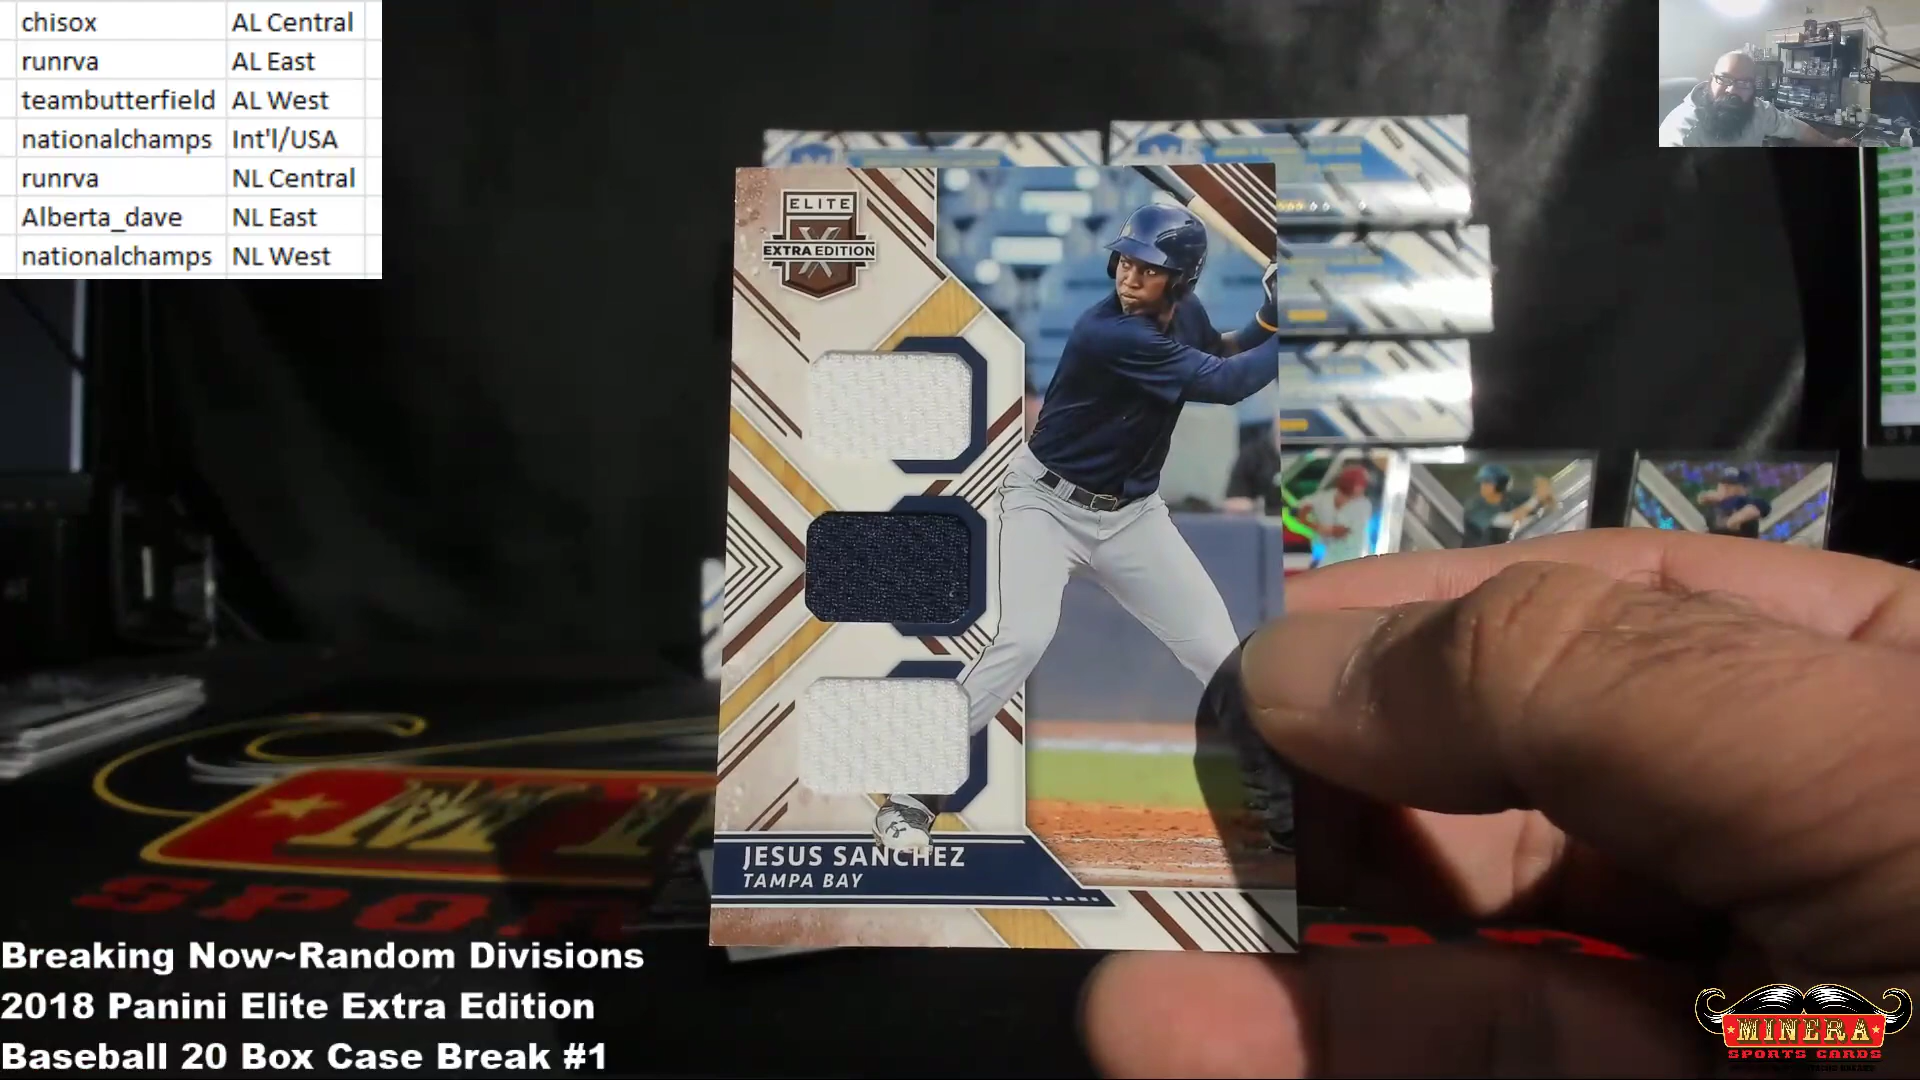 chisox AL Central
runrva AL East
teambutterfield AL West
nationalchamps Int'l/USA
runrva NL Central
Alberta_dave NL East
nationalchamps NL West
ELITE
EXTRA EDITION
X
JESUS SANCHEZ
TAMPA BAY
Breaking Now~Random Divisions
2018 Panini Elite Extra Edition
Baseball 20 Box Case Break #1
MINERA
SPORTS CARDS